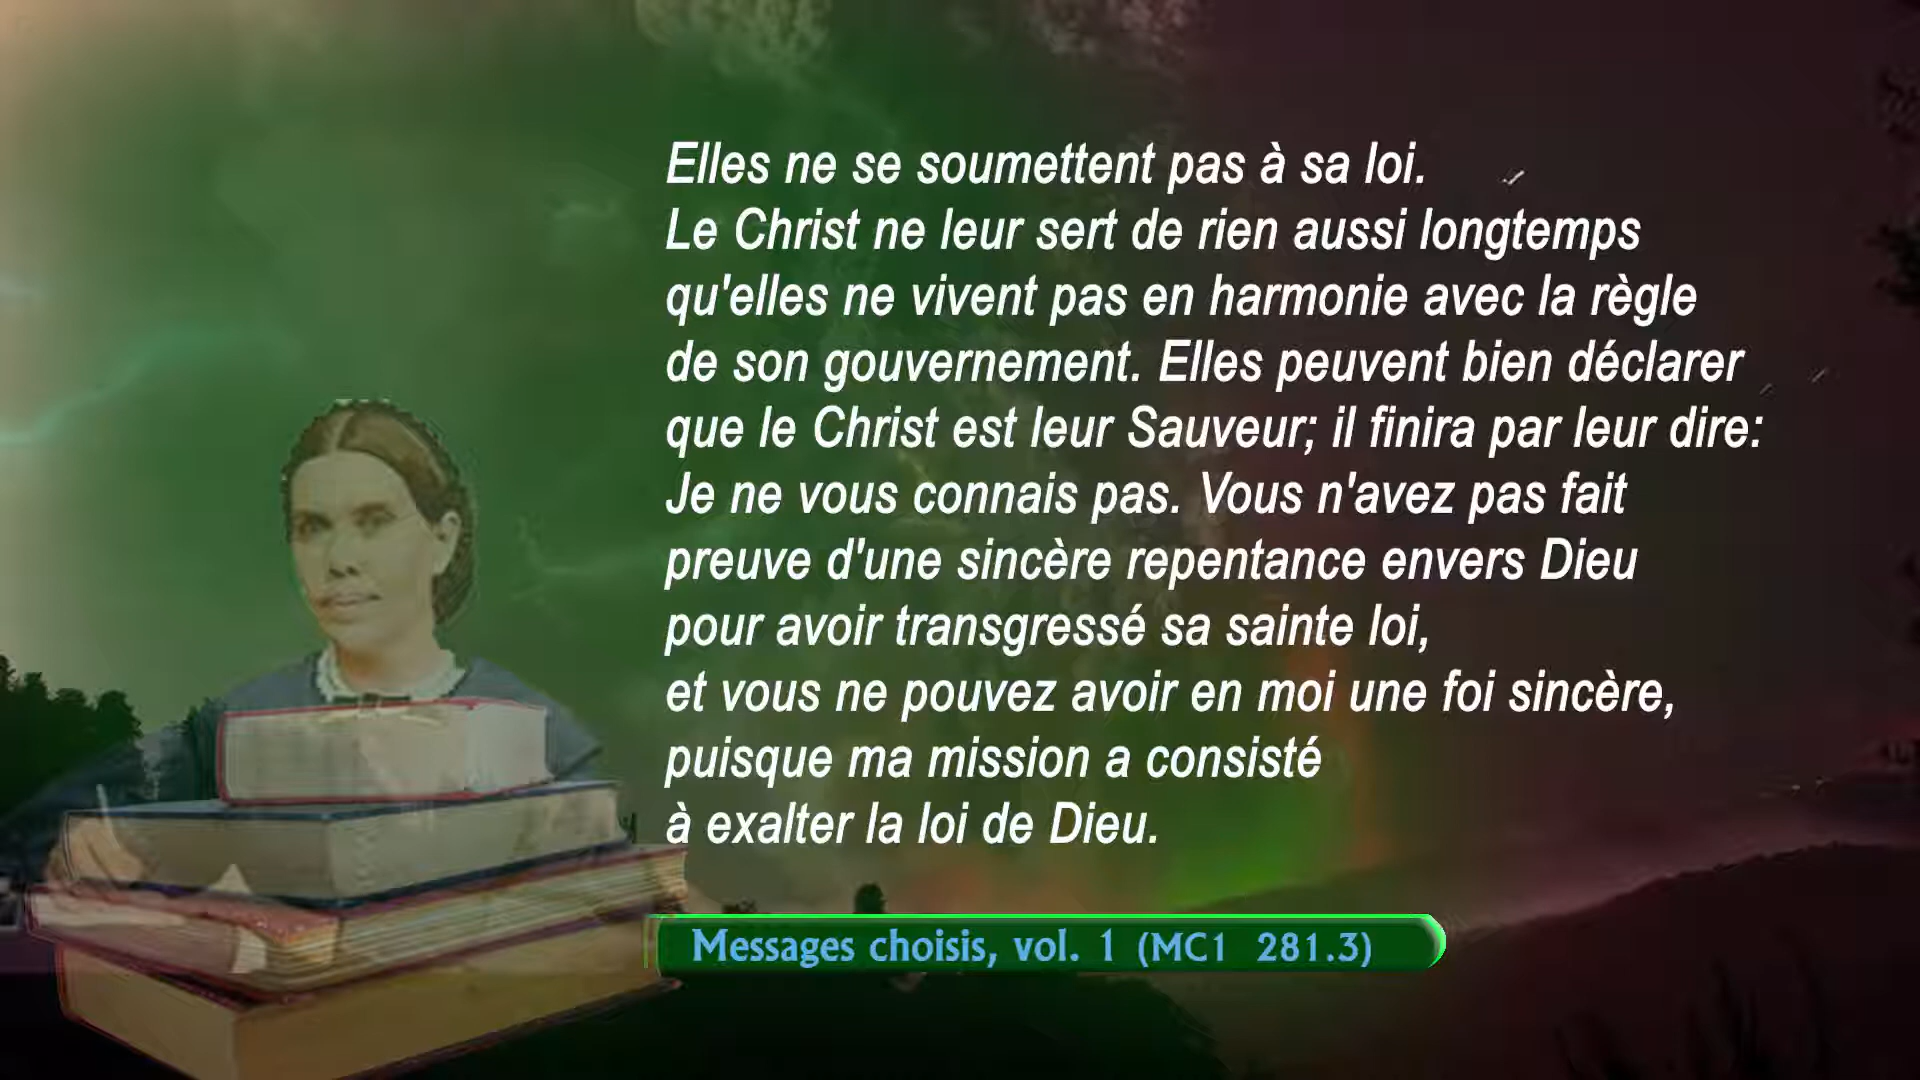 Elles ne se soumettent pas à sa loi.
Le Christ ne leur sert de rien aussi longtemps
qu'elles ne vivent pas en harmonie avec la règle
de son gouvernement. Elles peuvent bien déclarer
que le Christ est leur Sauveur; il finira par leur dire:
Je ne vous connais pas. Vous n'avez pas fait
preuve d'une sincère repentance envers Dieu
pour avoir transgressé sa sainte loi,
et vous ne pouvez avoir en moi une foi sincère,
puisque ma mission a consisté
à exalter la loi de Dieu.
Messages choisis, vol. 1 (MC1 281.3)